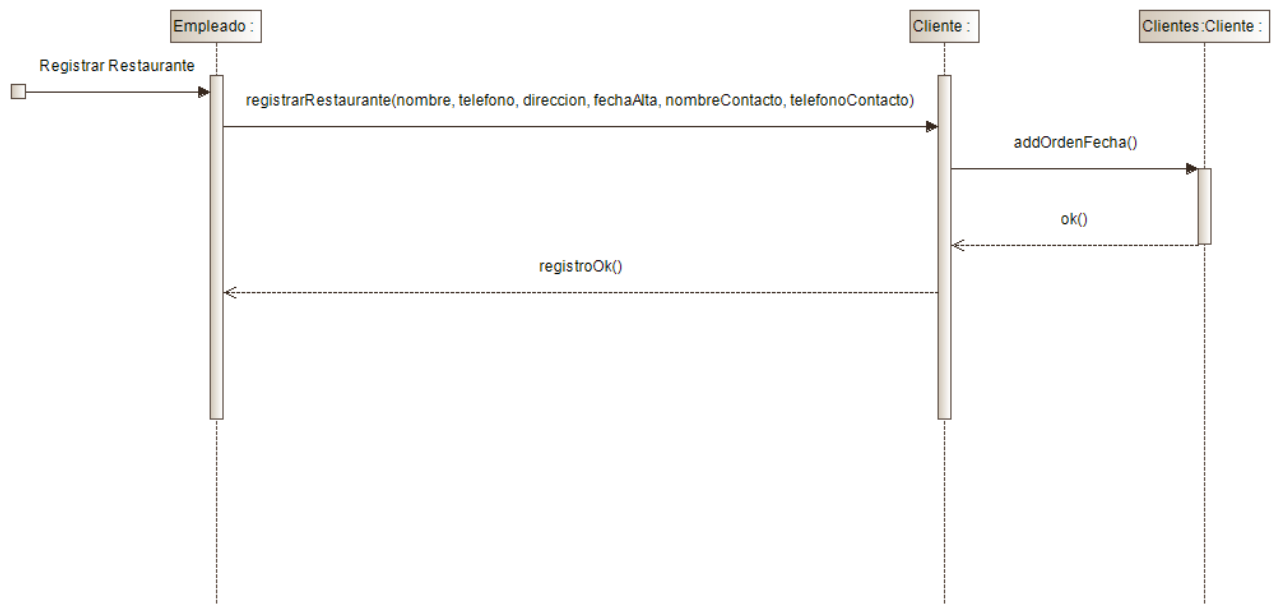 Empleado :
Cliente :
Clientes:Cliente :
Registrar Restaurante
registrarRestaurante(nombre, telefono, direccion, fechaAlta, nombreContacto, telefonoContacto)
addOrdenFecha()
ok()
registroOk()